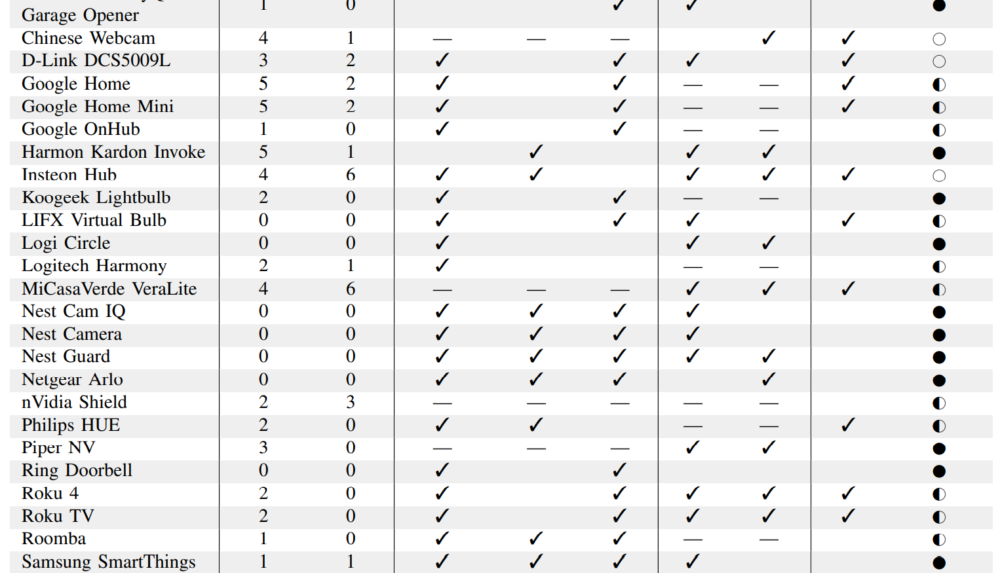 1 0 ✓ ✓ ●
Garage Opener
Chinese Webcam 4 1 — — — ✓ ✓ ○
D-Link DCS5009L 3 2 ✓ ✓ ✓ ✓ ○
Google Home 5 2 ✓ ✓ — — ✓ ◐
Google Home Mini 5 2 ✓ ✓ — — ✓ ◐
Google OnHub 1 0 ✓ ✓ — — ◐
Harmon Kardon Invoke 5 1 ✓ ✓ ✓ ●
Insteon Hub 4 6 ✓ ✓ ✓ ✓ ✓ ○
Koogeek Lightbulb 2 0 ✓ ✓ — — ●
LIFX Virtual Bulb 0 0 ✓ ✓ ✓ ✓ ◐
Logi Circle 0 0 ✓ ✓ ✓ ●
Logitech Harmony 2 1 ✓ — — ◐
MiCasaVerde VeraLite 4 6 — — — ✓ ✓ ✓ ◐
Nest Cam IQ 0 0 ✓ ✓ ✓ ✓ ●
Nest Camera 0 0 ✓ ✓ ✓ ✓ ●
Nest Guard 0 0 ✓ ✓ ✓ ✓ ✓ ●
Netgear Arlo 0 0 ✓ ✓ ✓ ✓ ●
nVidia Shield 2 3 — — — — — ◐
Philips HUE 2 0 ✓ ✓ — — ✓ ◐
Piper NV 3 0 — — — ✓ ✓ ●
Ring Doorbell 0 0 ✓ ✓ ●
Roku 4 2 0 ✓ ✓ ✓ ✓ ✓ ◐
Roku TV 2 0 ✓ ✓ ✓ ✓ ✓ ◐
Roomba 1 0 ✓ ✓ ✓ — — ◐
Samsung SmartThings 1 1 ✓ ✓ ✓ ✓ ●